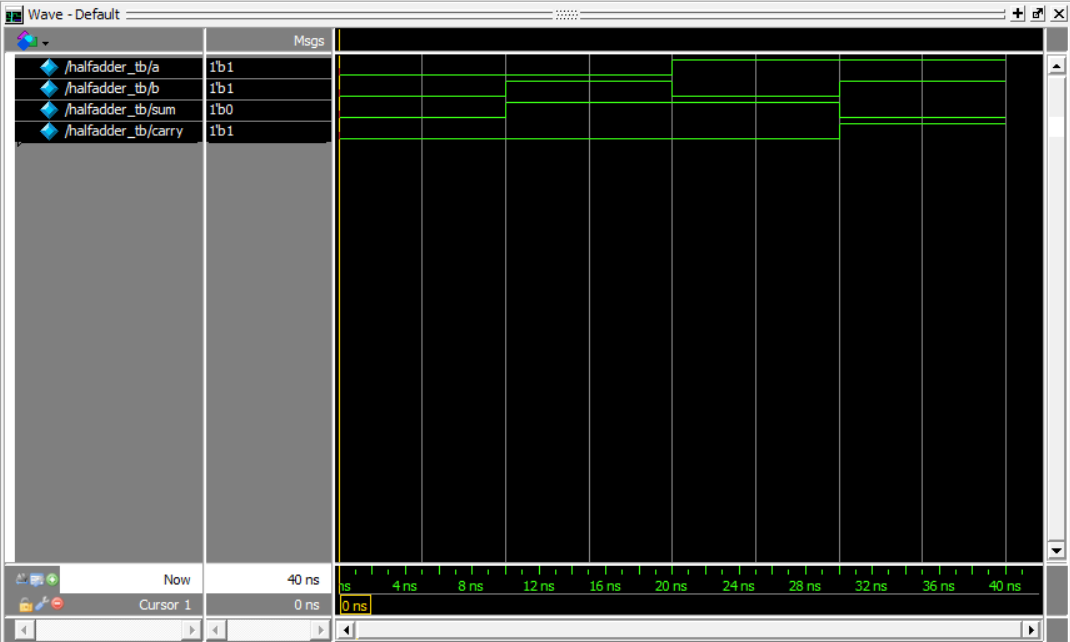 Wave - Default
Msgs
/halfadder_tb/a 1'b1
/halfadder_tb/b 1'b1
/halfadder_tb/sum 1'b0
/halfadder_tb/carry 1'b1
Now 40 ns ns 4 ns 8 ns 12 ns 16 ns 20 ns 24 ns 28 ns 32 ns 36 ns 40 ns
Cursor 1 0 ns 0 ns